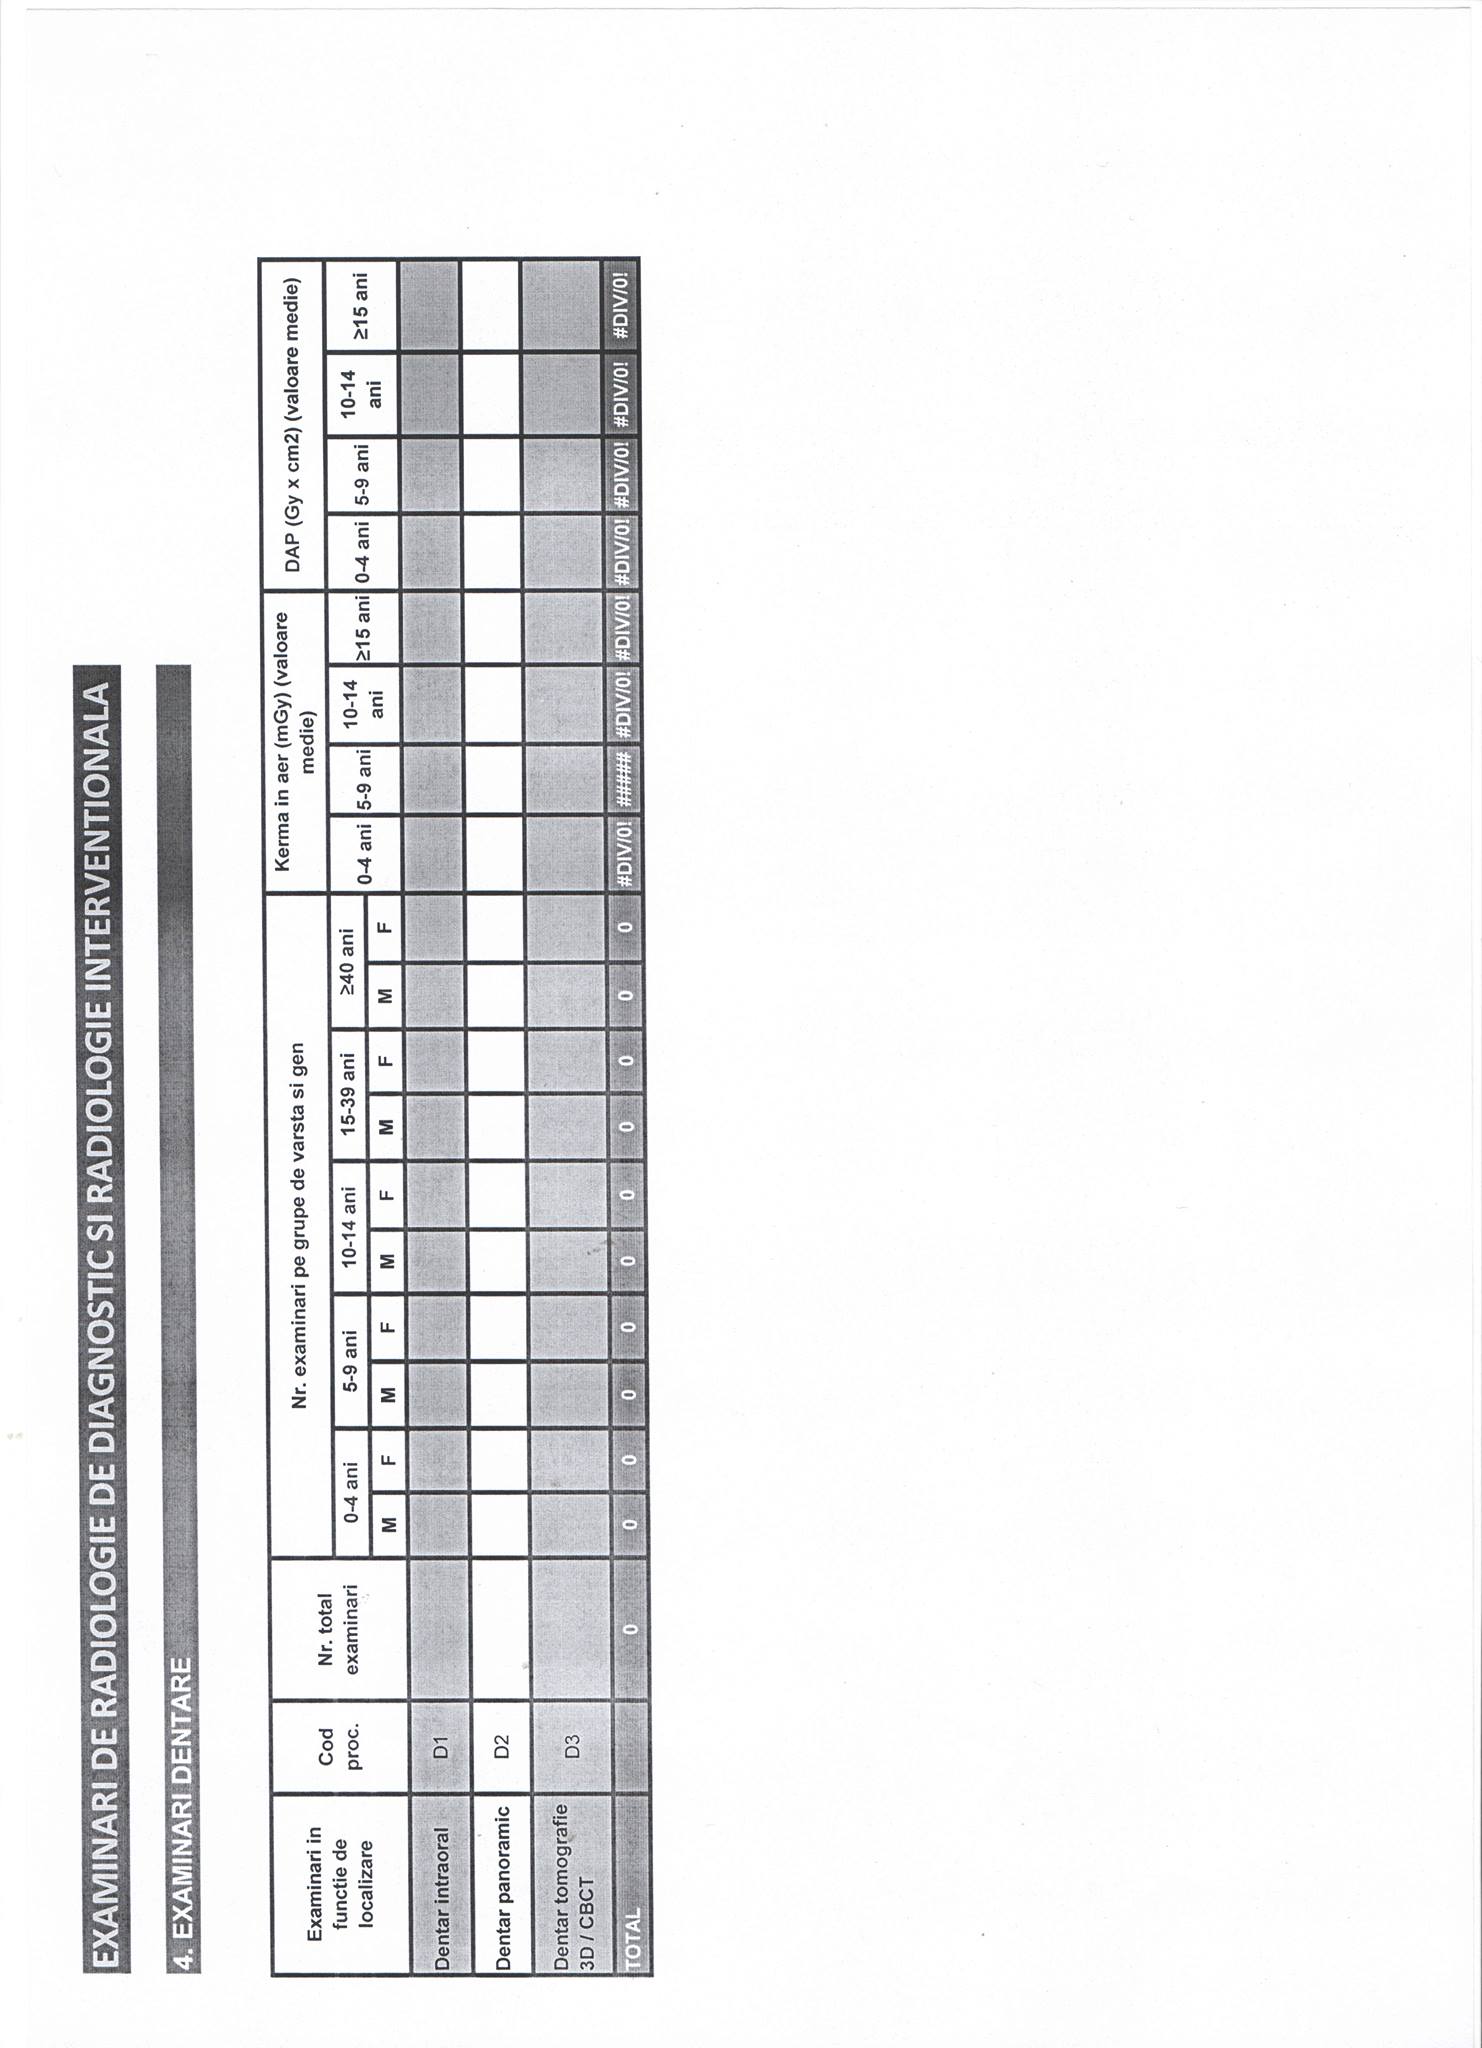 EXAMINARI DE RADIOLOGIE DE DIAGNOSTIC SI RADIOLOGIE INTERVENTIONALA
4. EXAMINARI DENTARE
Examinari in
functie de
localizare
Cod
proc.
Nr. total
examinari
Nr. examinari pe grupe de varsta si gen
Kerma in aer (mGy) (valoare
medie)
DAP (Gy x cm2) (valoare medie)
0-4 ani 5-9 ani 10-14 ani 15-39 ani ≥40 ani
M F M F M F M F M F
0-4 ani 5-9 ani 10-14
ani ≥15 ani 0-4 ani 5-9 ani 10-14
ani ≥15 ani
Dentar intraoral D1
Dentar panoramic D2
Dentar tomografie
3D / CBCT D3
TOTAL 0 0 0 0 0 0 0 0 0 0 0 #DIV/0! ##### #DIV/0! #DIV/0! #DIV/0! #DIV/0! #DIV/0! #DIV/0!